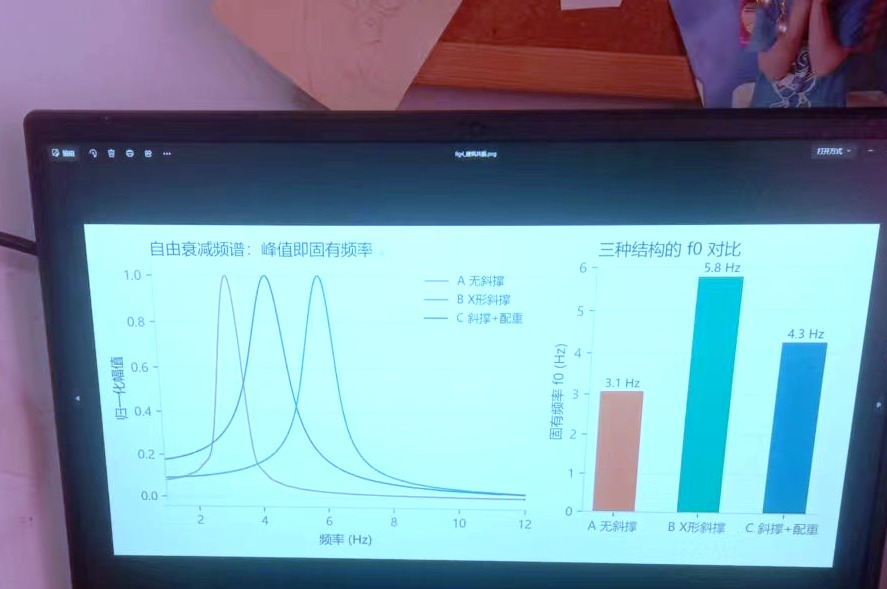 编辑
打开方式
自由衰减频谱：峰值即固有频率
归一化幅值
1.0
0.8
0.6
0.4
0.2
0.0
A 无斜撑
B X形斜撑
C 斜撑+配重
2 4 6 8 10 12
频率 (Hz)
三种结构的 f0 对比
固有频率 f0 (Hz)
6
5
4
3
2
1
0
3.1 Hz
5.8 Hz
4.3 Hz
A 无斜撑 B X形斜撑 C 斜撑+配重